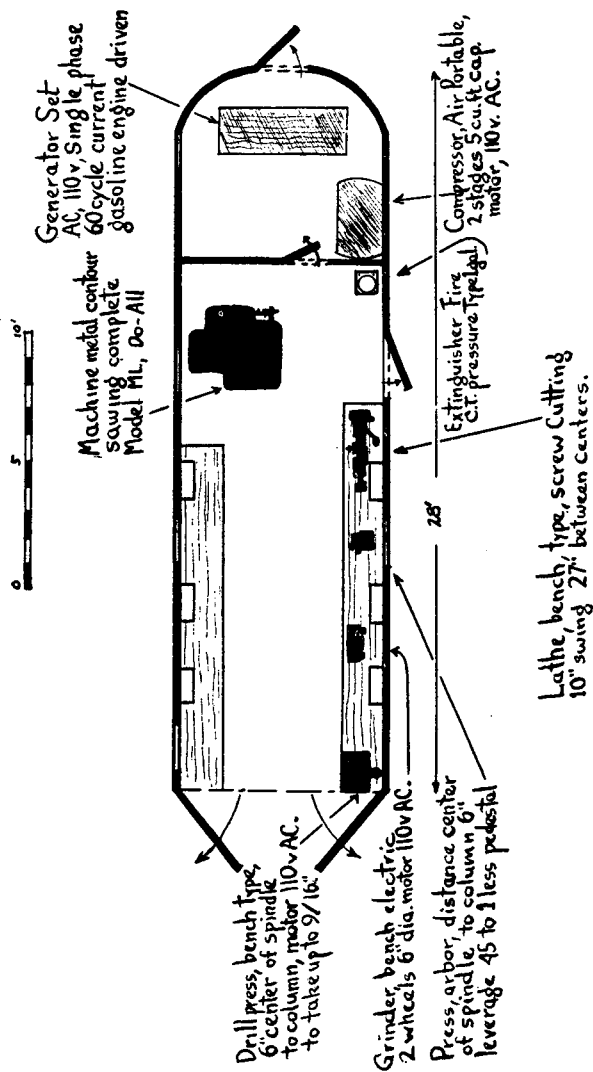 0 5 10'
Generator Set
AC, 110v, Single phase
60 cycle current
gasoline engine driven
Machine metal contour
sawing complete
Model ML, Do-All
Drill press, bench type,
6" center of spindle
to column, motor 110v AC.
to take up to 9/16"
Grinder, bench electric
2 wheels 6" dia. motor 110v AC.
Press, arbor, distance center
of spindle to column 6"
leverage 45 to 1 less pedestal
28'
Extinguisher Fire
C.T. pressure Type 1gal.
Compressor, Air Portable,
2 stages 5 cu. ft cap.
motor, 110v. AC.
Lathe, bench, type, screw Cutting
10" swing 27" between Centers.